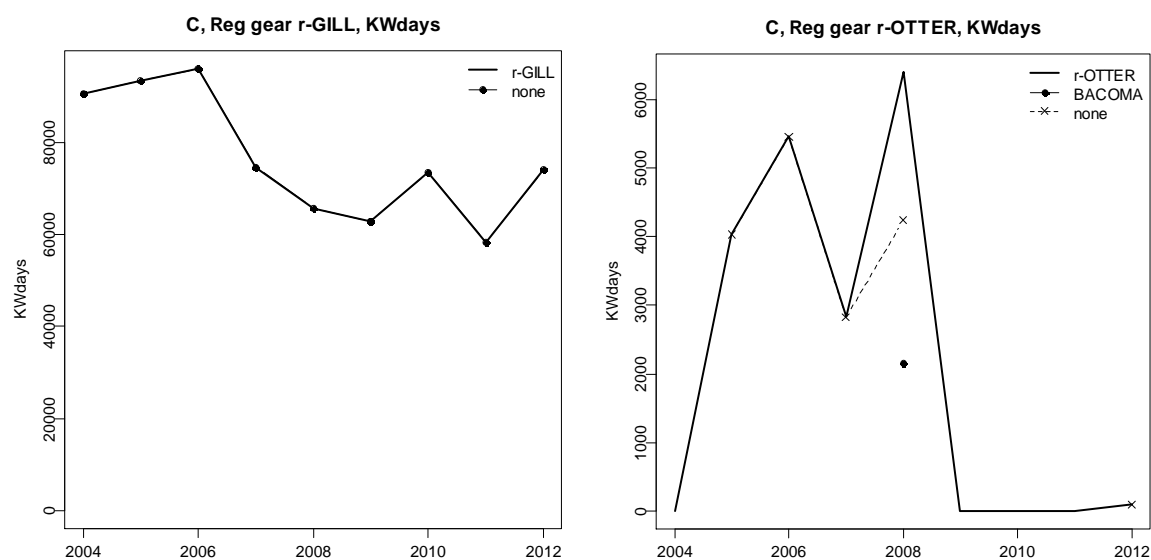 C, Reg gear r-GILL, KWdays
r-GILL
none
80000
60000
40000
20000
0
KWdays
2004 2006 2008 2010 2012
C, Reg gear r-OTTER, KWdays
r-OTTER
BACOMA
none
6000
5000
4000
3000
2000
1000
0
KWdays
2004 2006 2008 2010 2012